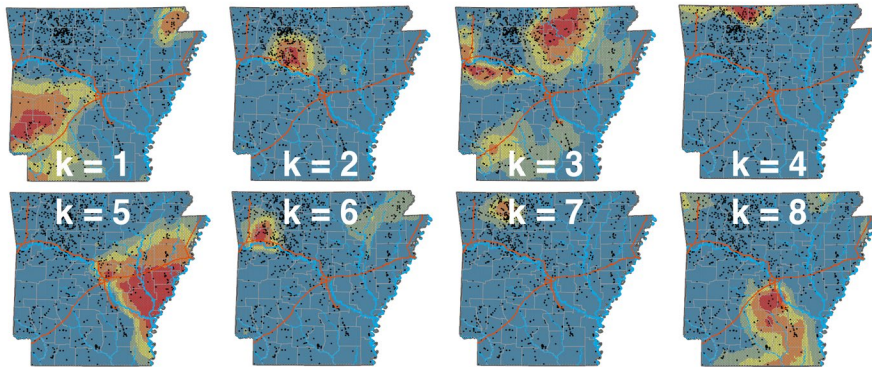 k = 1
k = 2
k = 3
k = 4
k = 5
k = 6
k = 7
k = 8